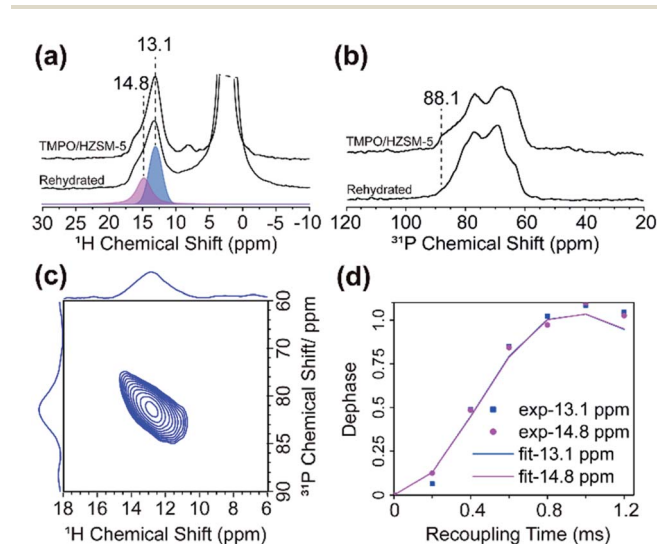 (a)
13.1
14.8
TMPO/HZSM-5
Rehydrated
30 25 20 15 10 5 0 -5 -10
¹H Chemical Shift (ppm)
(b)
88.1
TMPO/HZSM-5
Rehydrated
120 100 80 60 40 20
³¹P Chemical Shift (ppm)
(c)
60
70
80
85
90
³¹P Chemical Shift/ ppm
18 16 14 12 10 8 6
¹H Chemical Shift (ppm)
(d)
1.0
0.75
0.5
0.25
0
Dephase
exp-13.1 ppm
exp-14.8 ppm
fit-13.1 ppm
fit-14.8 ppm
0 0.4 0.8 1.2
Recoupling Time (ms)